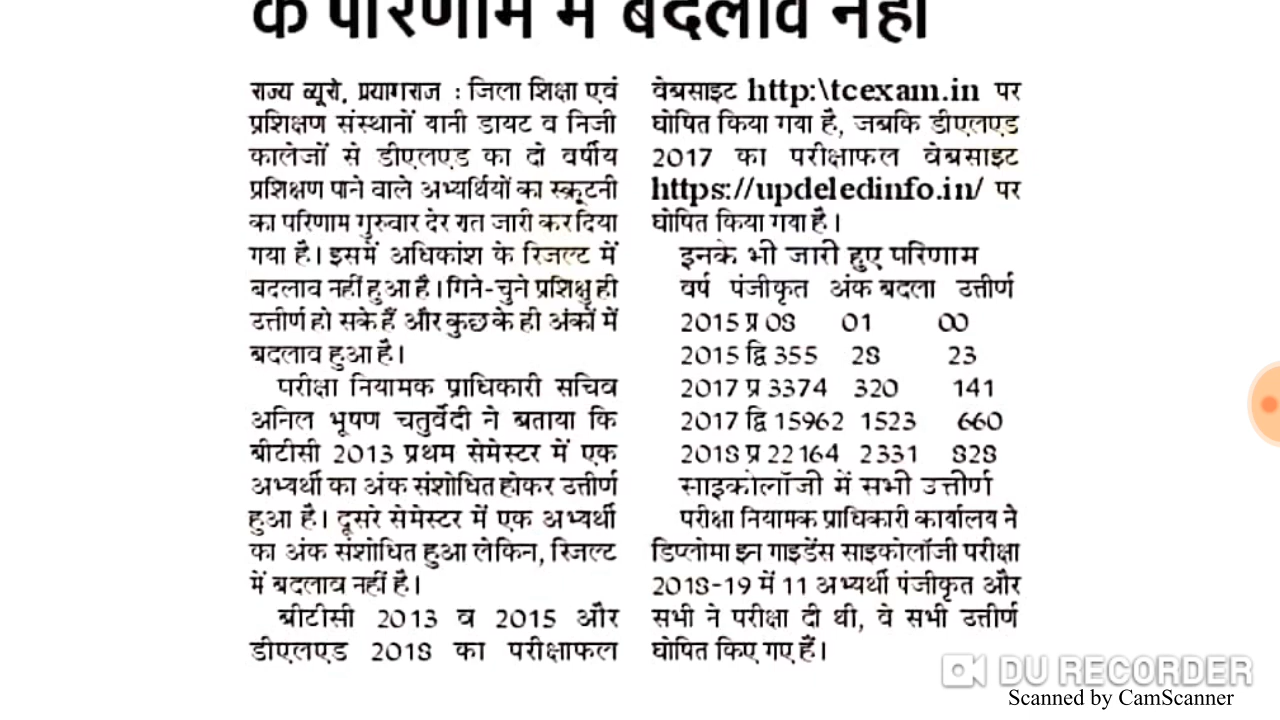 के परिणाम में बदलाव नहीं
राज्य ब्यूरो, प्रयागराज : जिला शिक्षा एवं
प्रशिक्षण संस्थानों यानी डायट व निजी
कालेजों से डीएलएड का दो वर्षीय
प्रशिक्षण पाने वाले अभ्यर्थियों का स्क्रूटनी
का परिणाम गुरुवार देर रात जारी कर दिया
गया है। इसमें अधिकांश के रिजल्ट में
बदलाव नहीं हुआ है। गिने-चुने प्रशिक्षु ही
उत्तीर्ण हो सके हैं और कुछ के ही अंकों में
बदलाव हुआ है।
परीक्षा नियामक प्राधिकारी सचिव
अनिल भूषण चतुर्वेदी ने बताया कि
बीटीसी 2013 प्रथम सेमेस्टर में एक
अभ्यर्थी का अंक संशोधित होकर उत्तीर्ण
हुआ है। दूसरे सेमेस्टर में एक अभ्यर्थी
का अंक संशोधित हुआ लेकिन, रिजल्ट
में बदलाव नहीं है।
बीटीसी 2013 व 2015 और
डीएलएड 2018 का परीक्षाफल
वेबसाइट http:\tcexam.in पर
घोषित किया गया है, जबकि डीएलएड
2017 का परीक्षाफल वेबसाइट
https://updeledinfo.in/ पर
घोषित किया गया है।
इनके भी जारी हुए परिणाम
वर्ष पंजीकृत अंक बदला उत्तीर्ण
2015 प्र 08 01 00
2015 द्वि 355 28 23
2017 प्र 3374 320 141
2017 द्वि 15962 1523 660
2018 प्र 22164 2331 828
साइकोलॉजी में सभी उत्तीर्ण
परीक्षा नियामक प्राधिकारी कार्यालय ने
डिप्लोमा इन गाइडेंस साइकोलॉजी परीक्षा
2018-19 में 11 अभ्यर्थी पंजीकृत और
सभी ने परीक्षा दी थी, वे सभी उत्तीर्ण
घोषित किए गए हैं।
DU RECORDER
Scanned by CamScanner